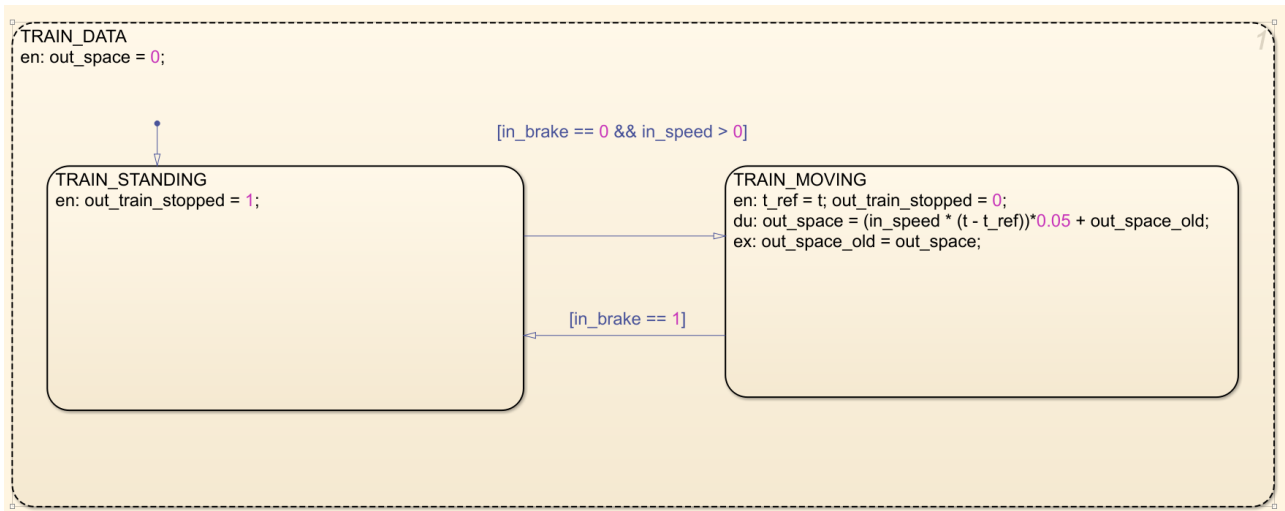 TRAIN_DATA
en: out_space = 0;
1
[in_brake == 0 && in_speed > 0]
TRAIN_STANDING
en: out_train_stopped = 1;
TRAIN_MOVING
en: t_ref = t; out_train_stopped = 0;
du: out_space = (in_speed * (t - t_ref))*0.05 + out_space_old;
ex: out_space_old = out_space;
[in_brake == 1]